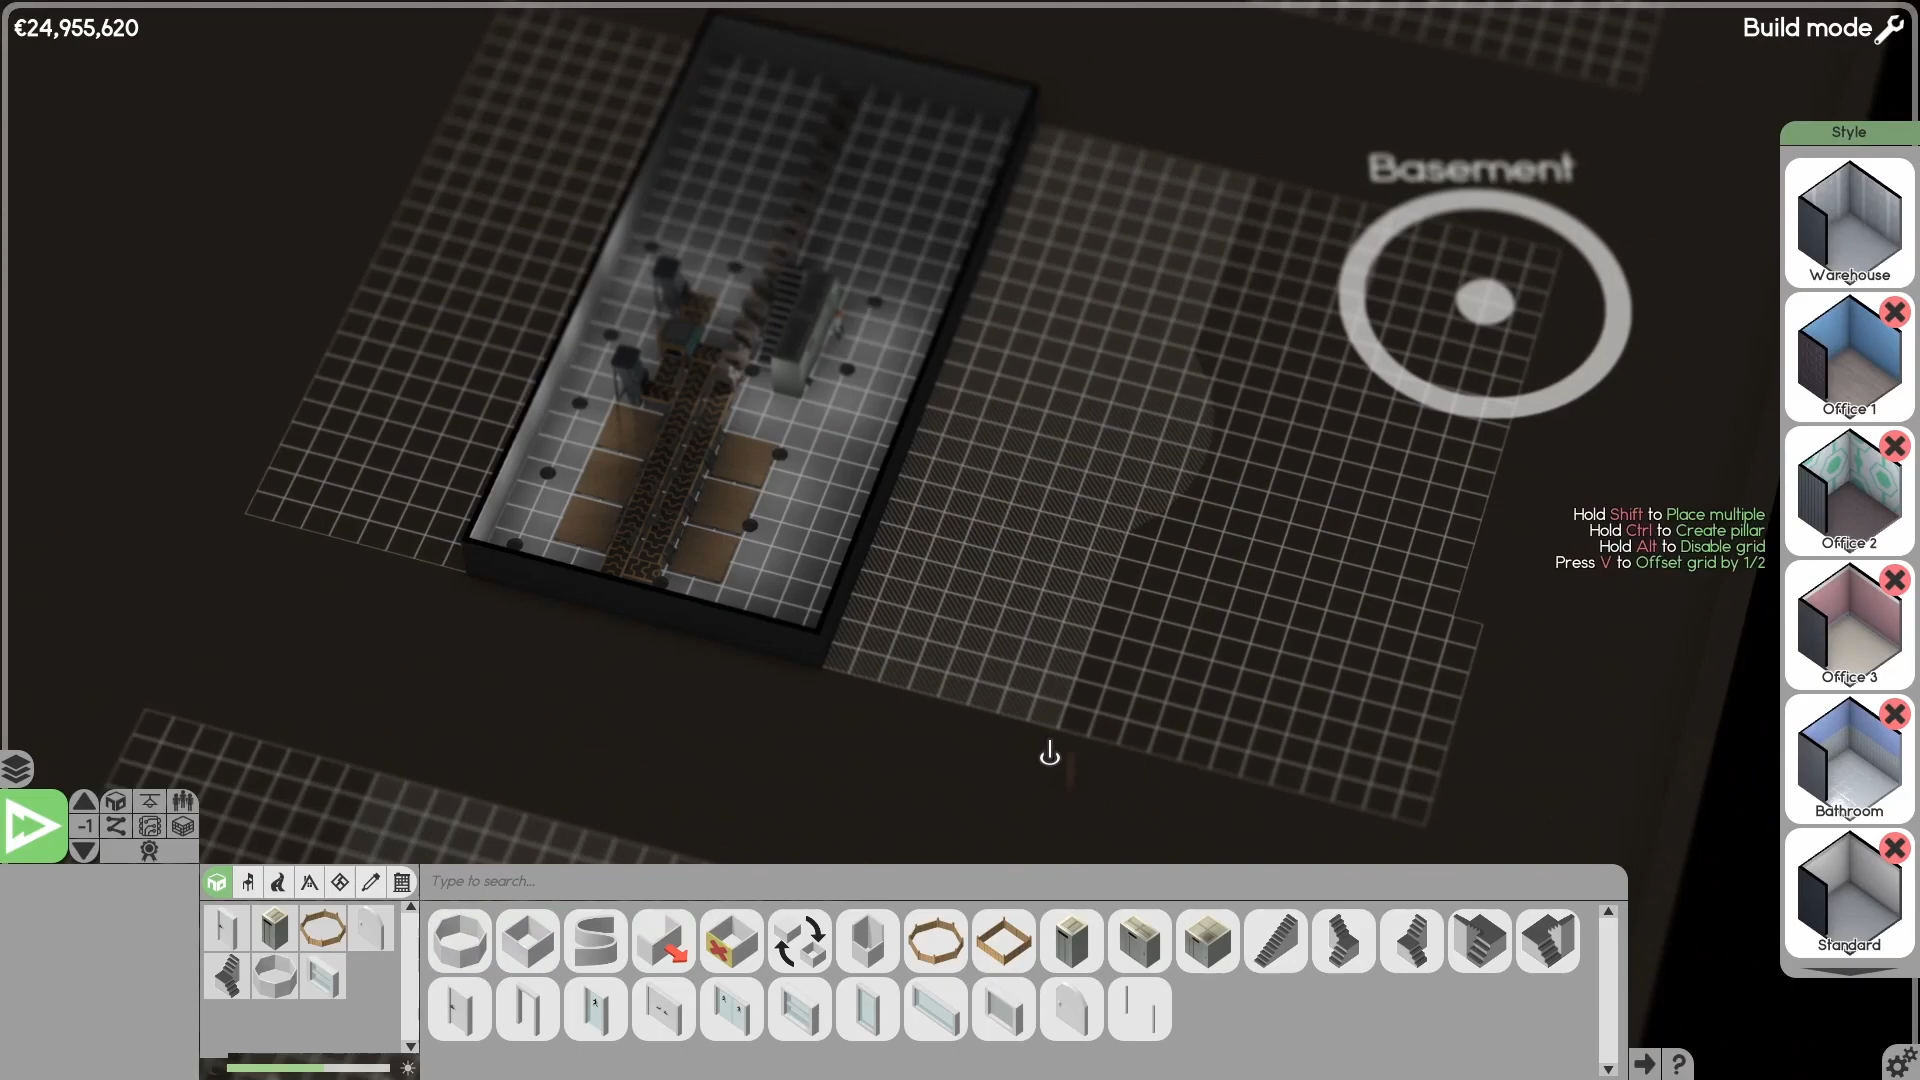 €24,955,620
Build mode
Basement
Style
Warehouse
Office 1
Office 2
Office 3
Bathroom
Standard
Hold Shift to Place multiple
Hold Ctrl to Create pillar
Hold Alt to Disable grid
Press V to Offset grid by 1/2
-1
Type to search...
?